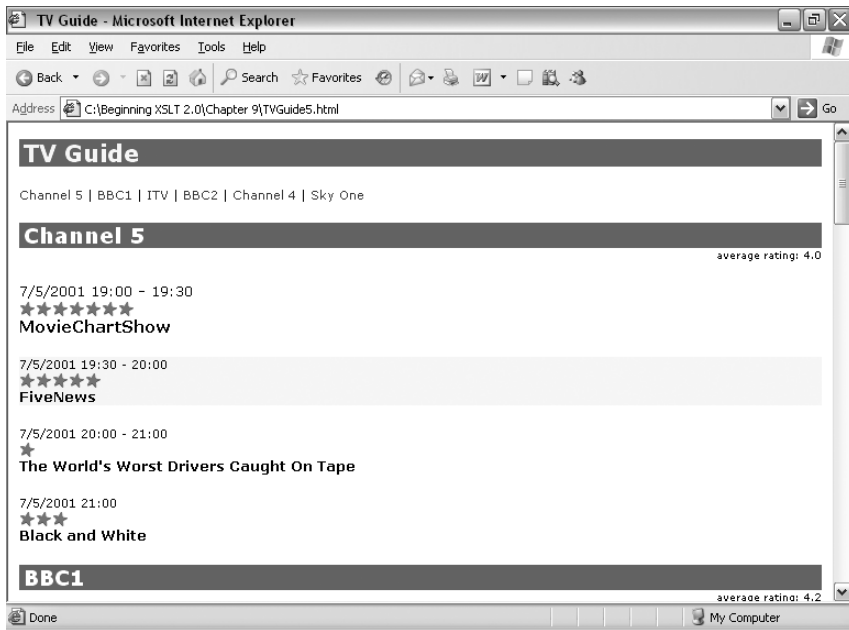 TV Guide - Microsoft Internet Explorer
File Edit View Favorites Tools Help
Back Search Favorites W
Address C:\Beginning XSLT 2.0\Chapter 9\TVGuide5.html Go
TV Guide
Channel 5 | BBC1 | ITV | BBC2 | Channel 4 | Sky One
Channel 5
average rating: 4.0
7/5/2001 19:00 - 19:30
MovieChartShow
7/5/2001 19:30 - 20:00
FiveNews
7/5/2001 20:00 - 21:00
The World's Worst Drivers Caught On Tape
7/5/2001 21:00
Black and White
BBC1
average rating: 4.2
Done My Computer